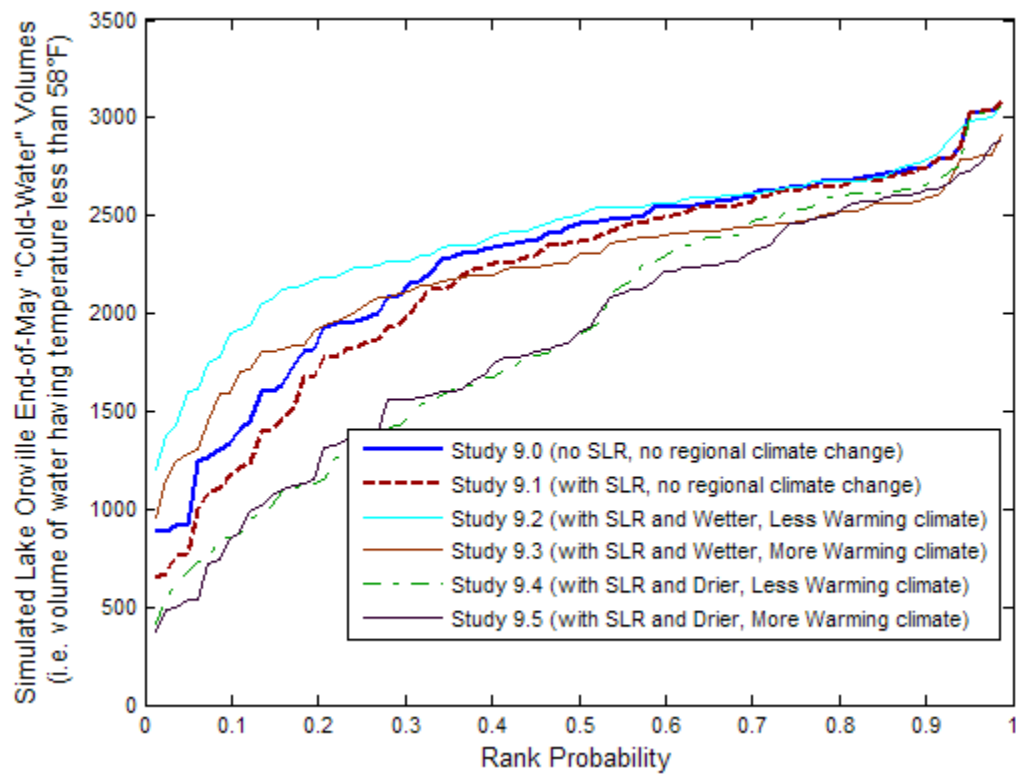 Simulated Lake Oroville End-of-May "Cold-Water" Volumes
(i.e. volume of water having temperature less than 58°F)
3500
3000
2500
2000
1500
1000
500
0
Study 9.0 (no SLR, no regional climate change)
Study 9.1 (with SLR, no regional climate change)
Study 9.2 (with SLR and Wetter, Less Warming climate)
Study 9.3 (with SLR and Wetter, More Warming climate)
Study 9.4 (with SLR and Drier, Less Warming climate)
Study 9.5 (with SLR and Drier, More Warming climate)
0 0.1 0.2 0.3 0.4 0.5 0.6 0.7 0.8 0.9 1
Rank Probability